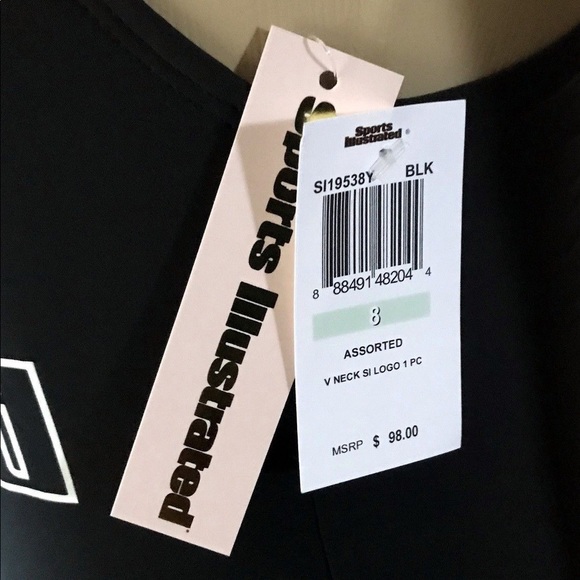 Sports Illustrated
Sports
Illustrated®
SI19538Y BLK
8 88491 48204 4
8
ASSORTED
V NECK SI LOGO 1 PC
MSRP $ 98.00